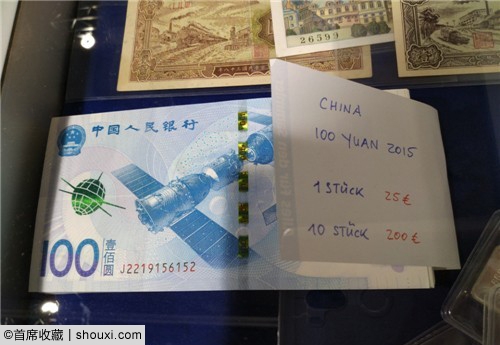 26599
中国人民银行
100 壹佰圆
J2219156152
CHINA
100 YUAN 2015
1 STÜCK 25 €
10 STÜCK 200 €
©首席收藏 | shouxi.com